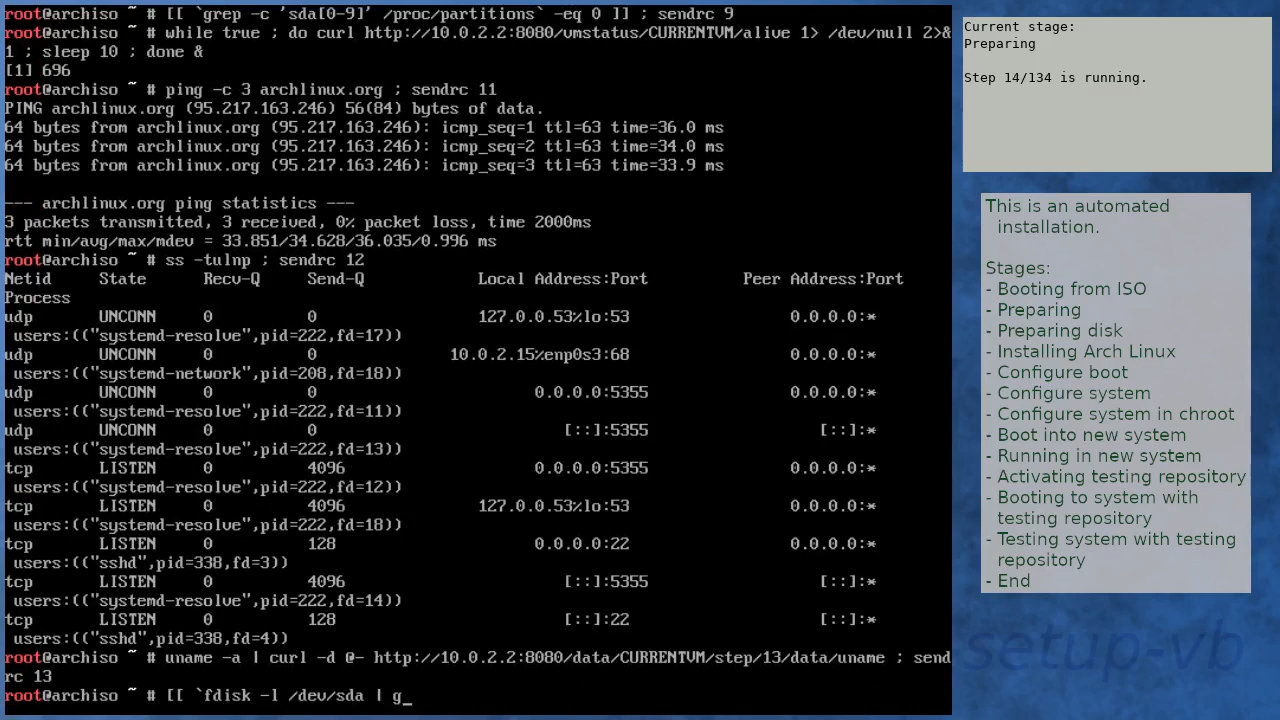 root@archiso ~ # [[ `grep -c 'sda[0-9]' /proc/partitions` -eq 0 ]] ; sendrc 9
root@archiso ~ # while true ; do curl http://10.0.2.2:8080/vmstatus/CURRENTVM/alive 1> /dev/null 2>&
1 ; sleep 10 ; done &
[1] 696
root@archiso ~ # ping -c 3 archlinux.org ; sendrc 11
PING archlinux.org (95.217.163.246) 56(84) bytes of data.
64 bytes from archlinux.org (95.217.163.246): icmp_seq=1 ttl=63 time=36.0 ms
64 bytes from archlinux.org (95.217.163.246): icmp_seq=2 ttl=63 time=34.0 ms
64 bytes from archlinux.org (95.217.163.246): icmp_seq=3 ttl=63 time=33.9 ms
--- archlinux.org ping statistics ---
3 packets transmitted, 3 received, 0% packet loss, time 2000ms
rtt min/avg/max/mdev = 33.851/34.628/36.035/0.996 ms
root@archiso ~ # ss -tulnp ; sendrc 12
Netid State Recv-Q Send-Q Local Address:Port Peer Address:Port
Process
udp UNCONN 0 0 127.0.0.53%lo:53 0.0.0.0:*
users:(("systemd-resolve",pid=222,fd=17))
udp UNCONN 0 0 10.0.2.15%enp0s3:68 0.0.0.0:*
users:(("systemd-network",pid=208,fd=18))
udp UNCONN 0 0 0.0.0.0:5355 0.0.0.0:*
users:(("systemd-resolve",pid=222,fd=11))
udp UNCONN 0 0 [::]:5355 [::]:*
users:(("systemd-resolve",pid=222,fd=13))
tcp LISTEN 0 4096 0.0.0.0:5355 0.0.0.0:*
users:(("systemd-resolve",pid=222,fd=12))
tcp LISTEN 0 4096 127.0.0.53%lo:53 0.0.0.0:*
users:(("systemd-resolve",pid=222,fd=18))
tcp LISTEN 0 128 0.0.0.0:22 0.0.0.0:*
users:(("sshd",pid=338,fd=3))
tcp LISTEN 0 4096 [::]:5355 [::]:*
users:(("systemd-resolve",pid=222,fd=14))
tcp LISTEN 0 128 [::]:22 [::]:*
users:(("sshd",pid=338,fd=4))
root@archiso ~ # uname -a | curl -d @- http://10.0.2.2:8080/data/CURRENTVM/step/13/data/uname ; send
rc 13
root@archiso ~ # [[ `fdisk -l /dev/sda | g_
Current stage:
Preparing
Step 14/134 is running.
This is an automated
installation.
Stages:
- Booting from ISO
- Preparing
- Preparing disk
- Installing Arch Linux
- Configure boot
- Configure system
- Configure system in chroot
- Boot into new system
- Running in new system
- Activating testing repository
- Booting to system with
testing repository
- Testing system with testing
repository
- End
setup-vb